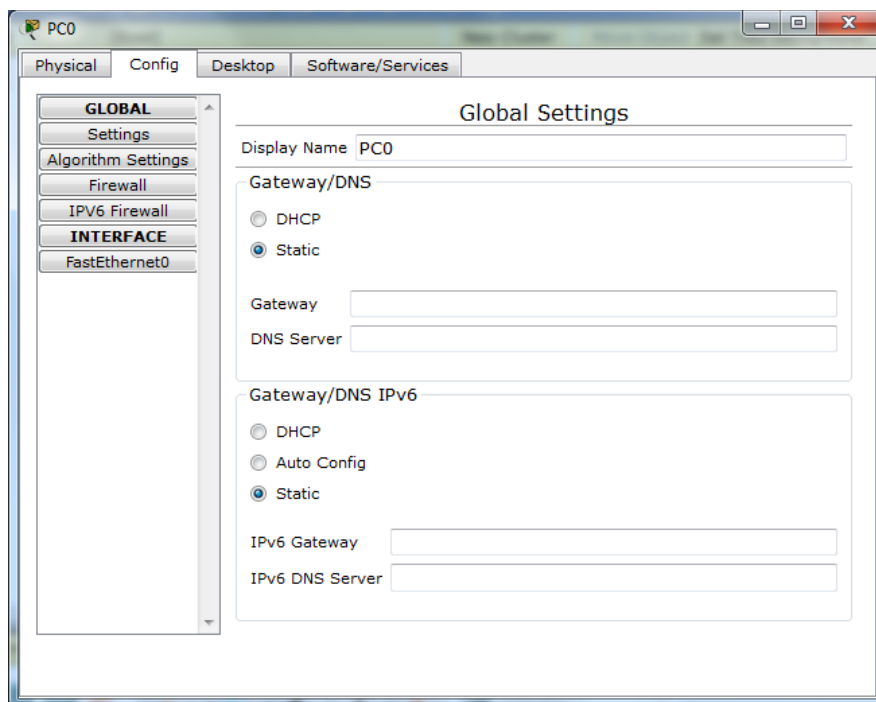 PC0
Physical Config Desktop Software/Services
GLOBAL
Settings
Algorithm Settings
Firewall
IPV6 Firewall
INTERFACE
FastEthernet0
Global Settings
Display Name PC0
Gateway/DNS
DHCP
Static
Gateway
DNS Server
Gateway/DNS IPv6
DHCP
Auto Config
Static
IPv6 Gateway
IPv6 DNS Server